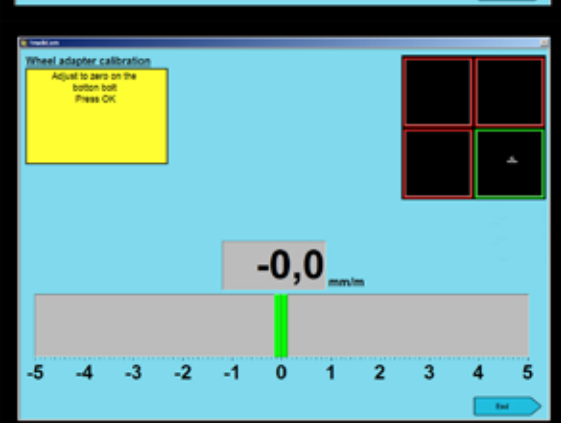 Wheel adapter calibration
Adjust to zero on the
botton bolt
Press OK
-0,0 mm/m
-5 -4 -3 -2 -1 0 1 2 3 4 5
End